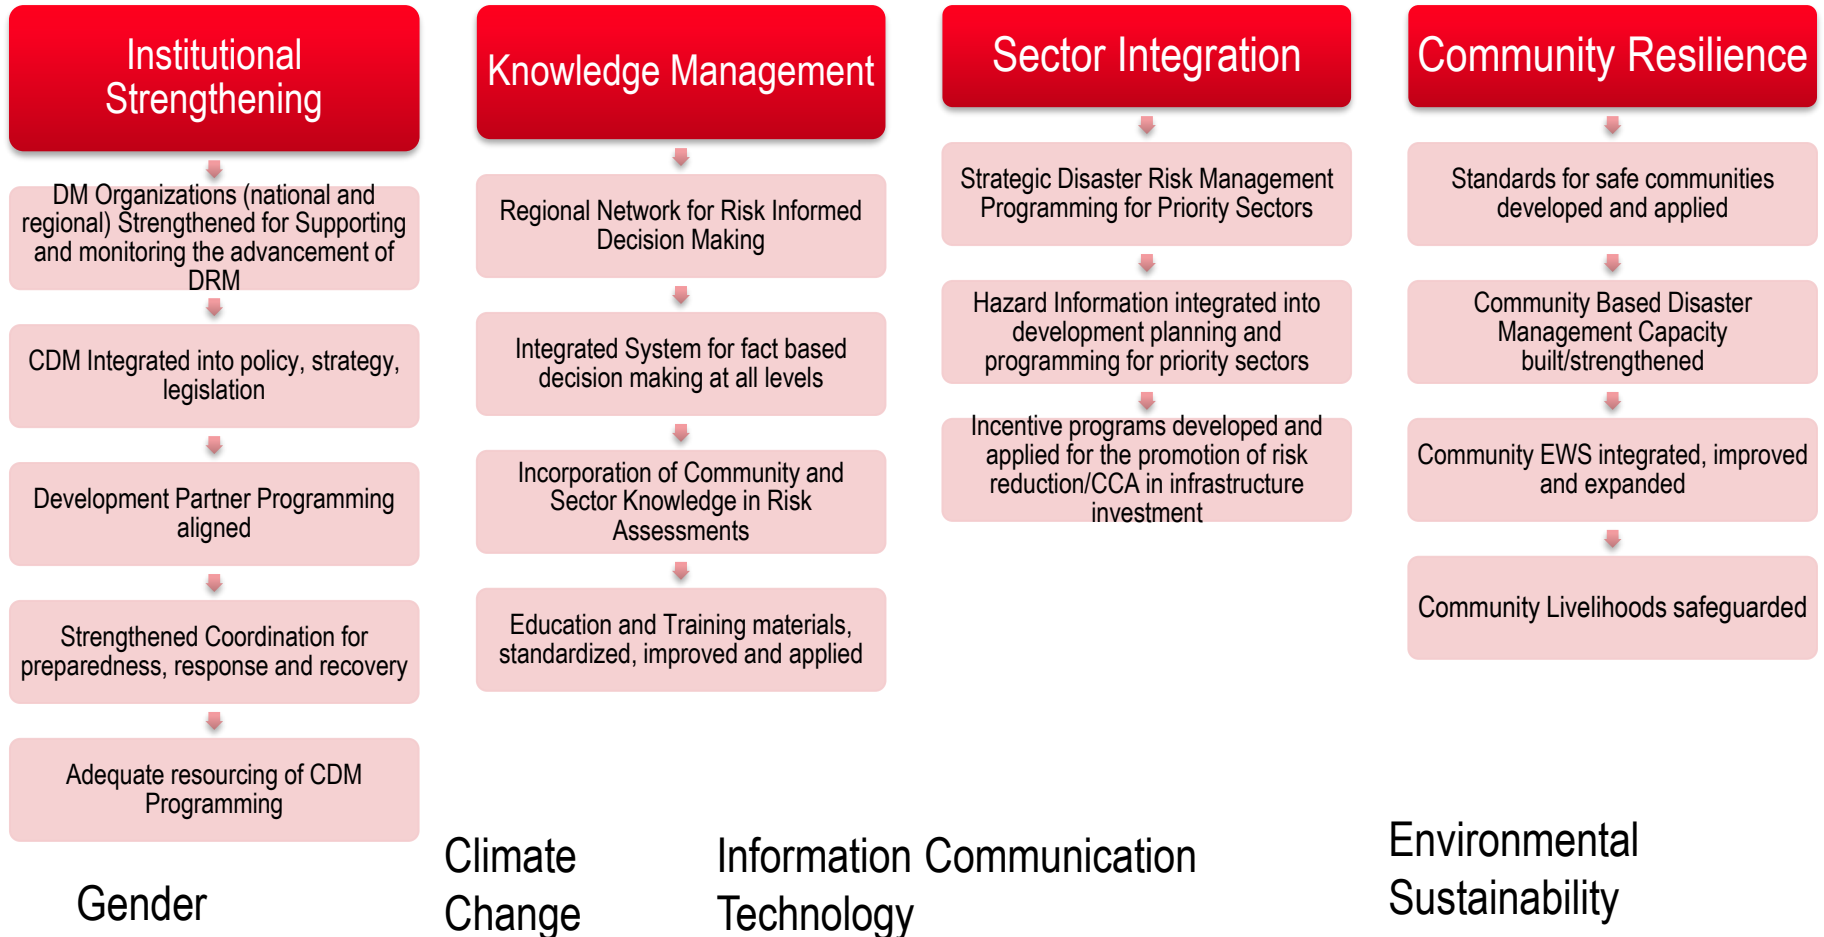 Institutional
Strengthening
DM Organizations (national and
regional) Strengthened for Supporting
and monitoring the advancement of
DRM
CDM Integrated into policy, strategy,
legislation
Development Partner Programming
aligned
Strengthened Coordination for
preparedness, response and recovery
Adequate resourcing of CDM
Programming
Knowledge Management
Regional Network for Risk Informed
Decision Making
Integrated System for fact based
decision making at all levels
Incorporation of Community and
Sector Knowledge in Risk
Assessments
Education and Training materials,
standardized, improved and applied
Sector Integration
Strategic Disaster Risk Management
Programming for Priority Sectors
Hazard Information integrated into
development planning and
programming for priority sectors
Incentive programs developed and
applied for the promotion of risk
reduction/CCA in infrastructure
investment
Community Resilience
Standards for safe communities
developed and applied
Community Based Disaster
Management Capacity
built/strengthened
Community EWS integrated, improved
and expanded
Community Livelihoods safeguarded
Gender
Climate
Change
Information Communication
Technology
Environmental
Sustainability